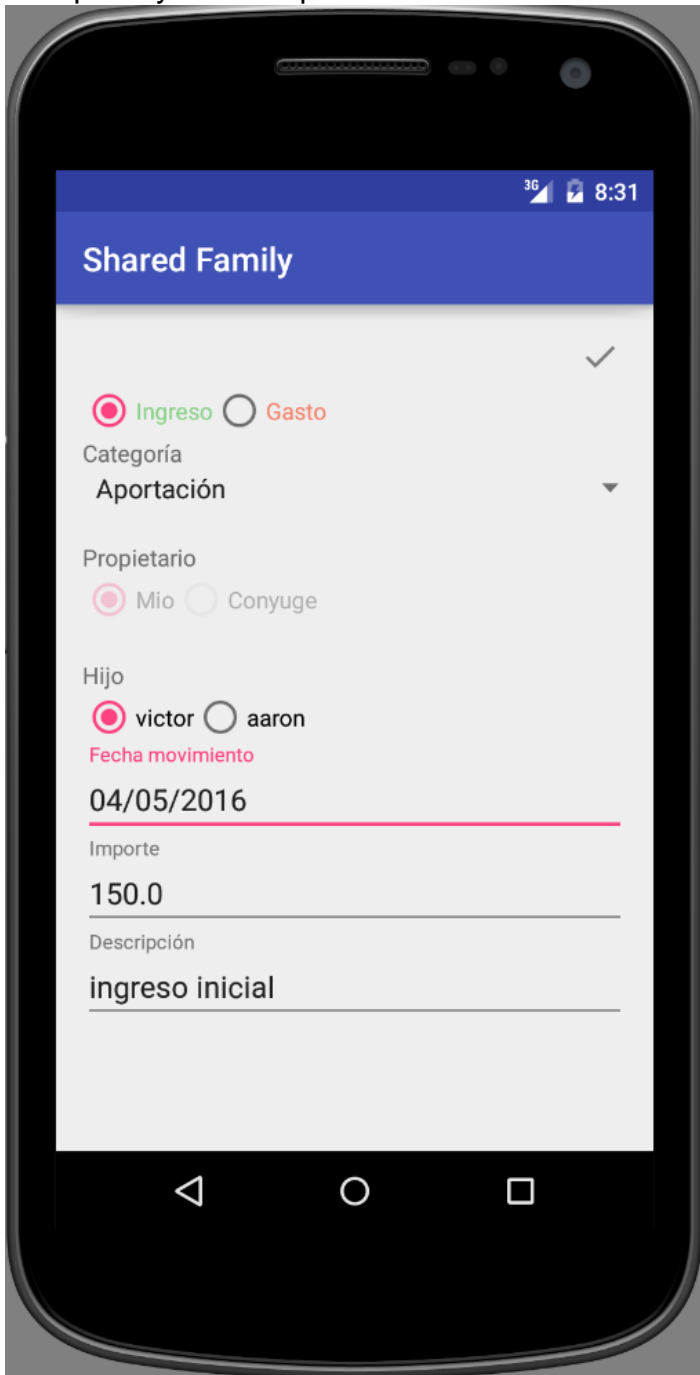 3G 8:31
Shared Family
Ingreso Gasto
Categoría
Aportación
Propietario
Mio Conyuge
Hijo
victor aaron
Fecha movimiento
04/05/2016
Importe
150.0
Descripción
ingreso inicial